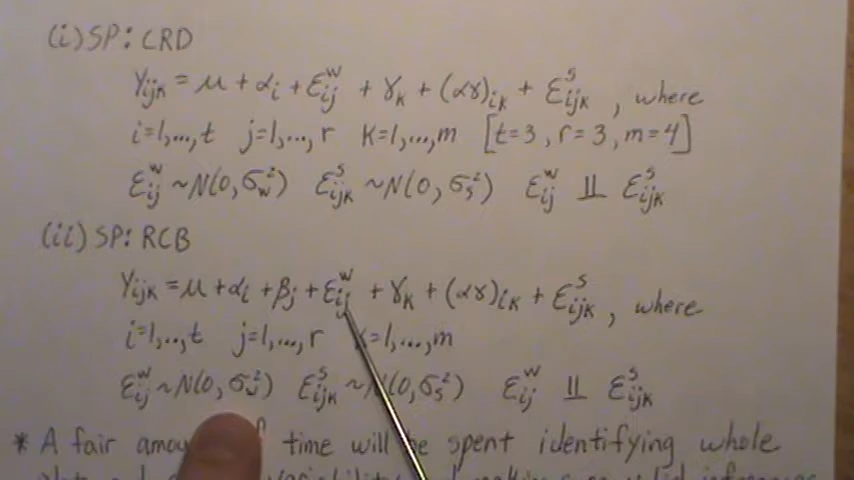 (i) SP: CRD
Yijk = μ + αi + εij^w + γk + (αγ)ik + εijk^s , where
i=1,...,t j=1,...,r k=1,...,m [t=3, r=3, m=4]
εij^w ~ N(0, σw²) εijk^s ~ N(0, σs²) εij^w ⫫ εijk^s
(ii) SP: RCB
Yijk = μ + αi + βj + εij^w + γk + (αγ)ik + εijk^s , where
i=1,...,t j=1,...,r k=1,...,m
εij^w ~ N(0, σw²) εijk^s ~ N(0, σs²) εij^w ⫫ εijk^s
* A fair time will be spent identifying whole